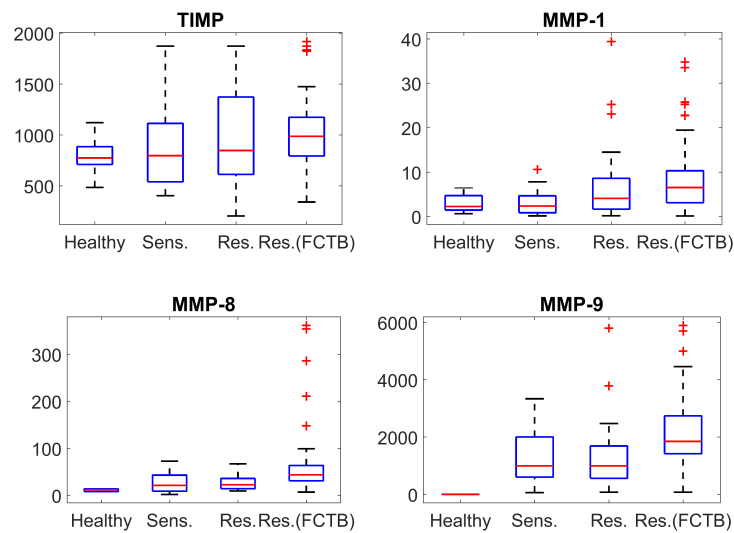 TIMP
2000
1500
1000
500
Healthy Sens. Res. Res.(FCTB)
MMP-1
40
30
20
10
0
Healthy Sens. Res. Res.(FCTB)
MMP-8
300
200
100
0
Healthy Sens. Res. Res.(FCTB)
MMP-9
6000
4000
2000
0
Healthy Sens. Res. Res.(FCTB)